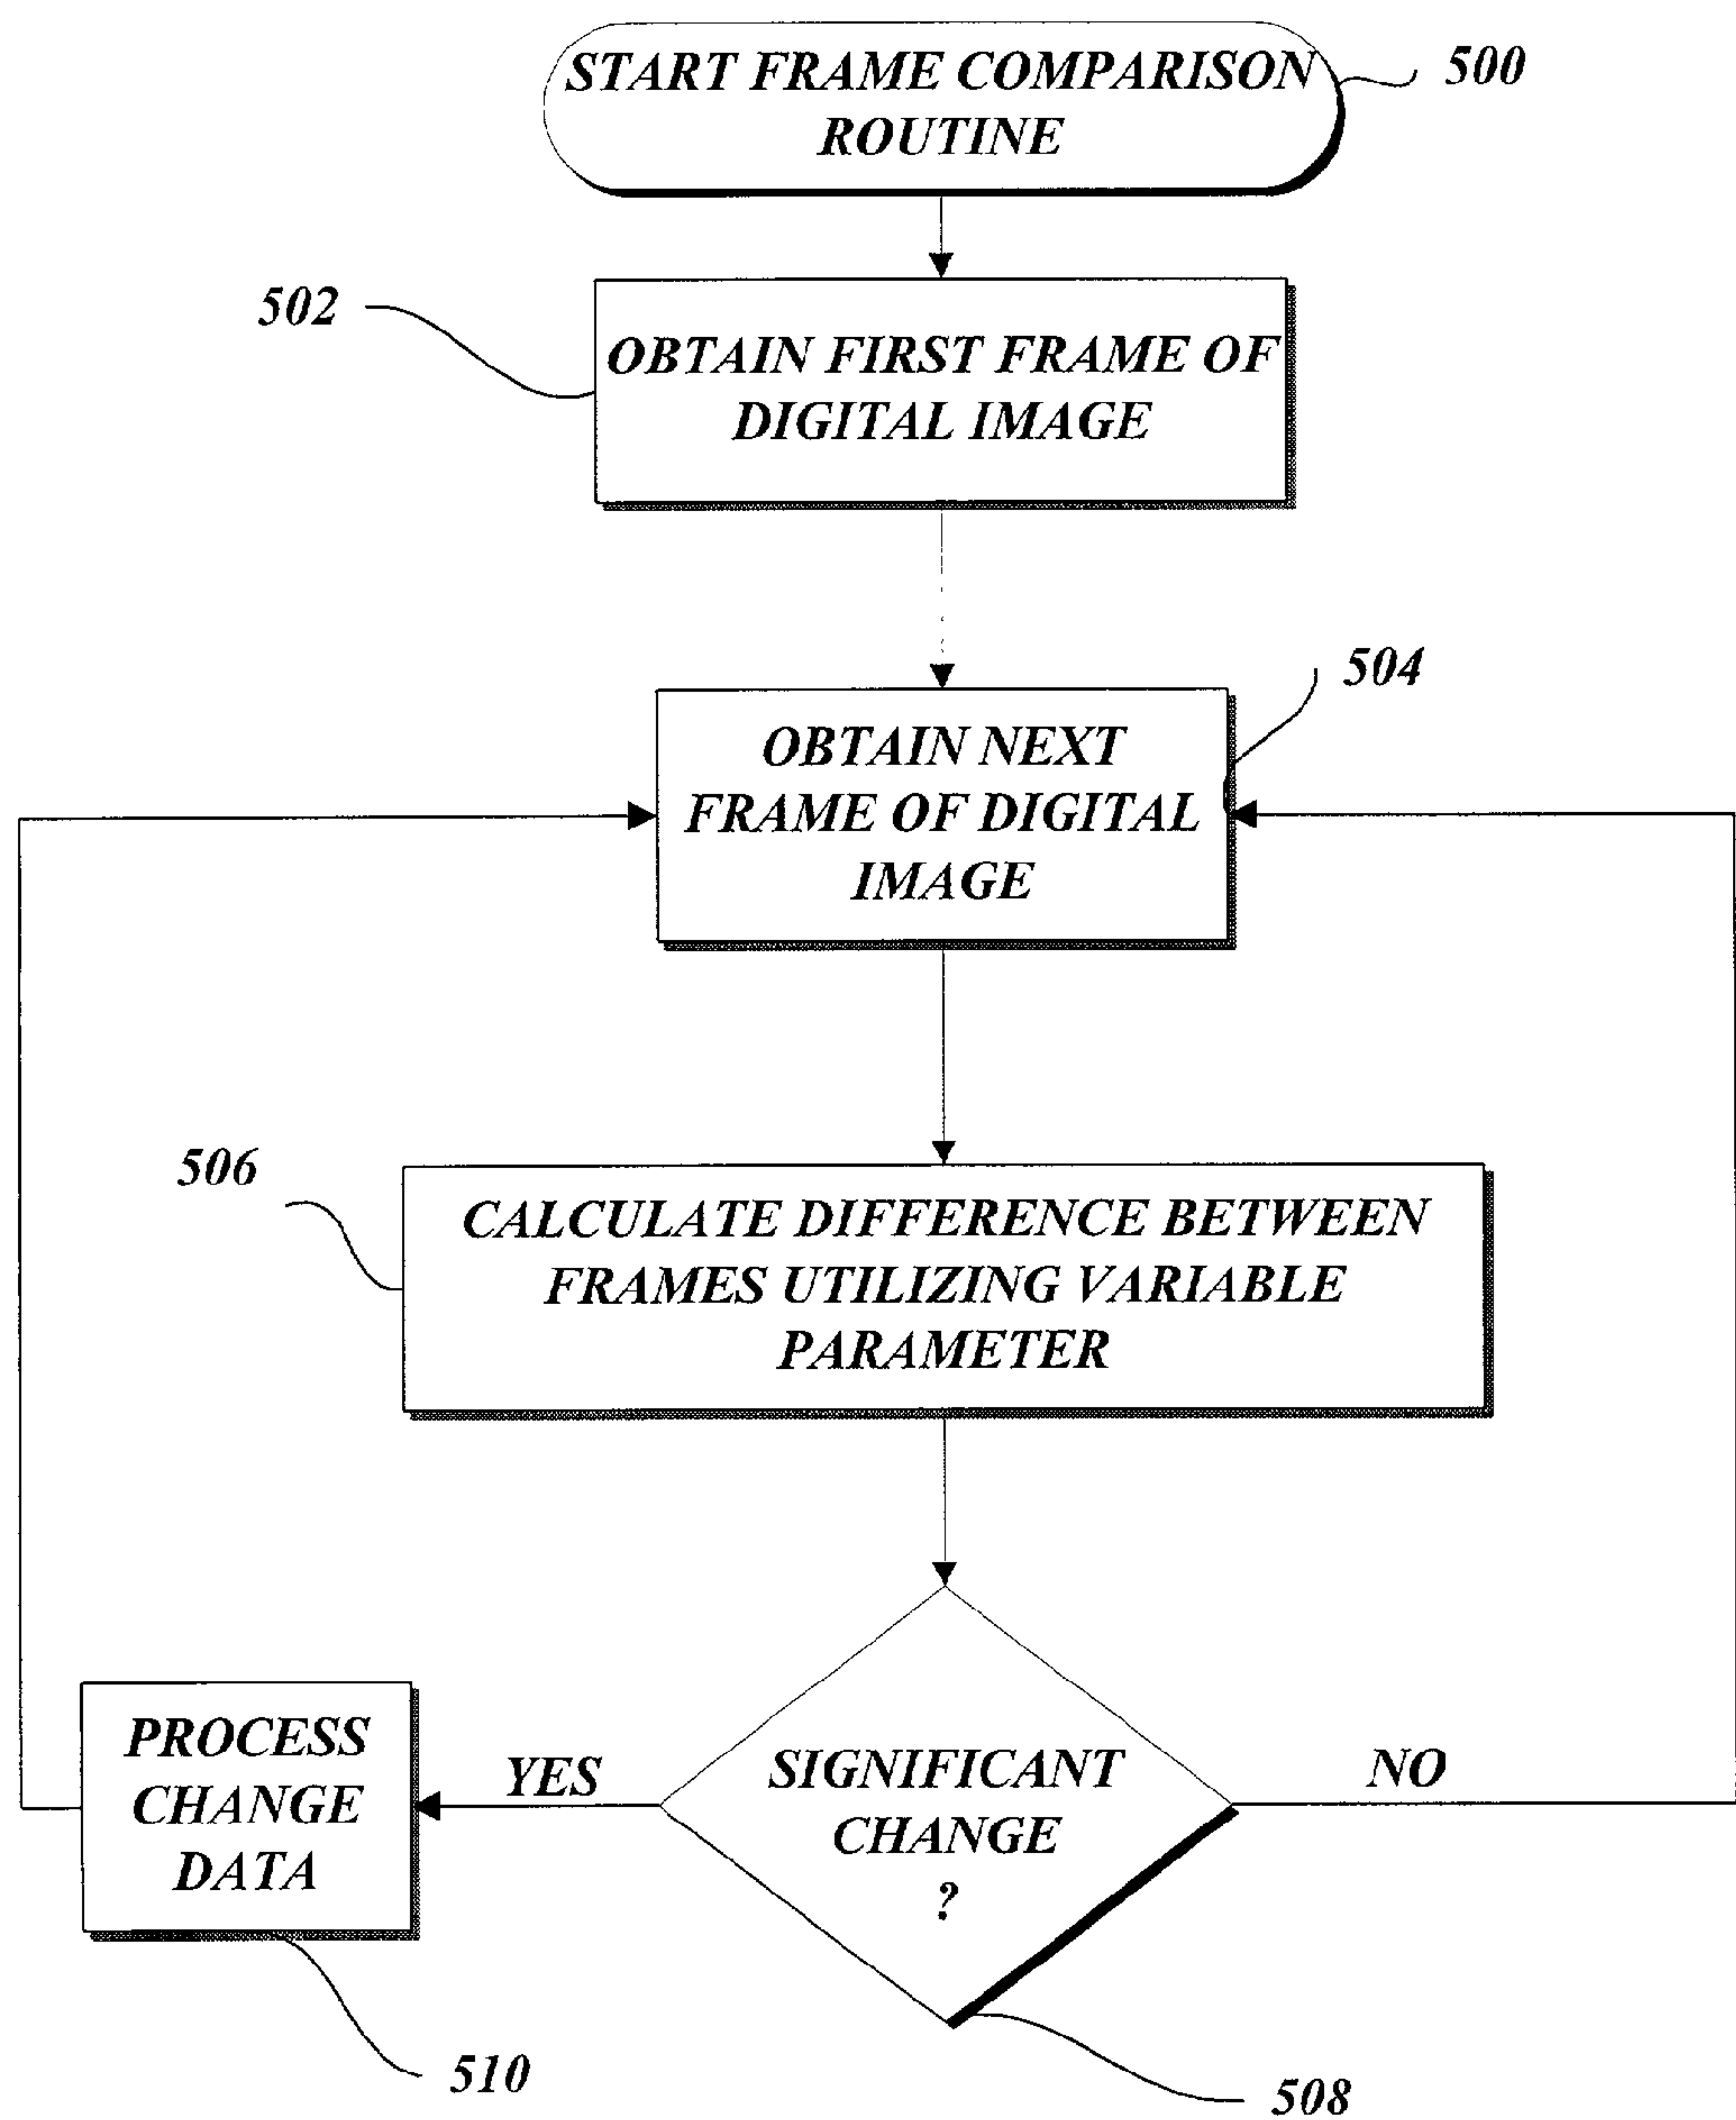 START FRAME COMPARISON
ROUTINE
500
502
OBTAIN FIRST FRAME OF
DIGITAL IMAGE
504
OBTAIN NEXT
FRAME OF DIGITAL
IMAGE
506
CALCULATE DIFFERENCE BETWEEN
FRAMES UTILIZING VARIABLE
PARAMETER
PROCESS
CHANGE
DATA
YES
SIGNIFICANT
CHANGE
?
NO
510
508